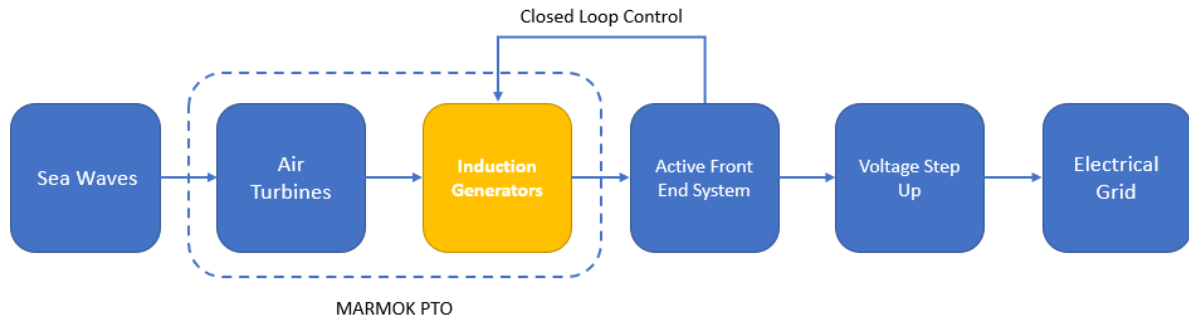 Closed Loop Control
Sea Waves
Air
Turbines
Induction
Generators
Active Front
End System
Voltage Step
Up
Electrical
Grid
MARMOK PTO